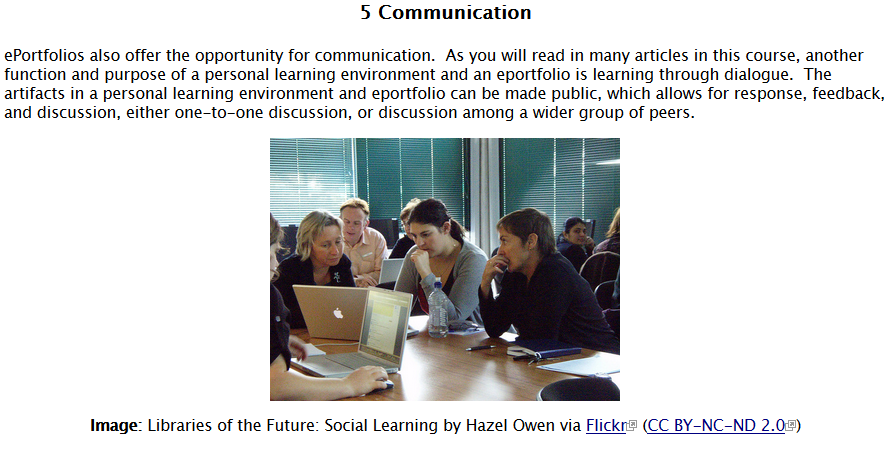 5 Communication
ePortfolios also offer the opportunity for communication.  As you will read in many articles in this course, another
function and purpose of a personal learning environment and an eportfolio is learning through dialogue.  The
artifacts in a personal learning environment and eportfolio can be made public, which allows for response, feedback,
and discussion, either one-to-one discussion, or discussion among a wider group of peers.
Image: Libraries of the Future: Social Learning by Hazel Owen via Flickr (CC BY-NC-ND 2.0)